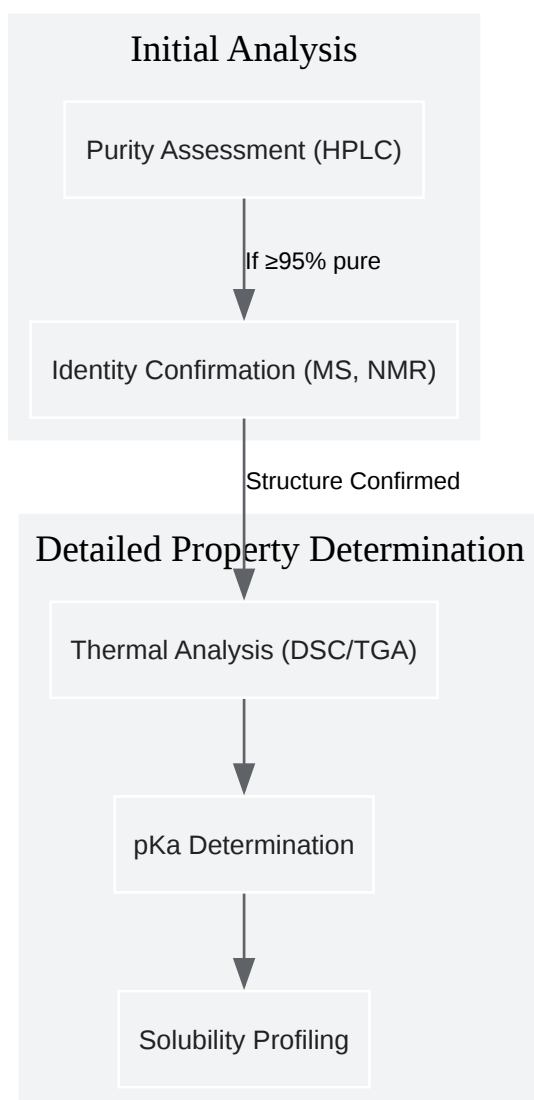 Initial Analysis
Purity Assessment (HPLC)
If ≥95% pure
Identity Confirmation (MS, NMR)
Structure Confirmed
Detailed Property Determination
Thermal Analysis (DSC/TGA)
pKa Determination
Solubility Profiling